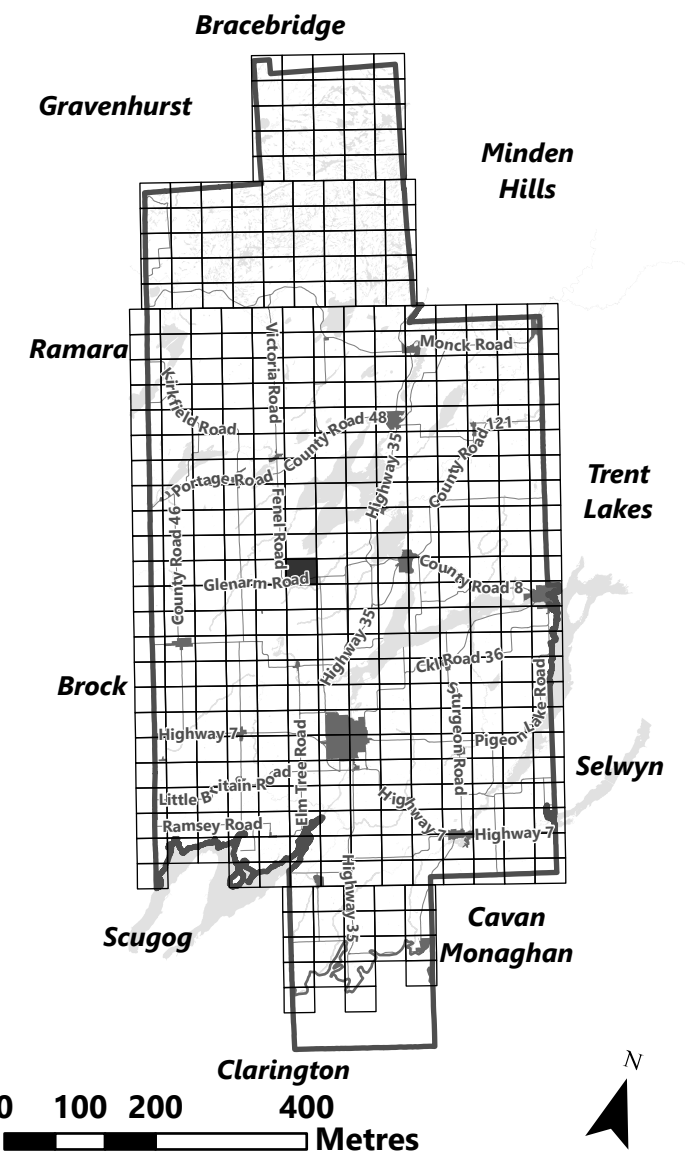 Bracebridge
Gravenhurst
Minden
Hills
Ramara
Monck Road
Victoria Road
Kirkfield Road
County Road 48
County Road 121
Highway 35
Portage Road
Trent
Lakes
Fenel Road
County Road 46
Glenarm Road
County Road 8
Highway 35
Ckl Road 36
Brock
Sturgeon Road
Pigeon Lake Road
Highway 7
Elm Tree Road
Selwyn
Little Britain Road
Highway 7
Ramsey Road
Highway 7
Highway 35
Scugog
Cavan
Monaghan
Clarington
N
0 100 200 400
Metres